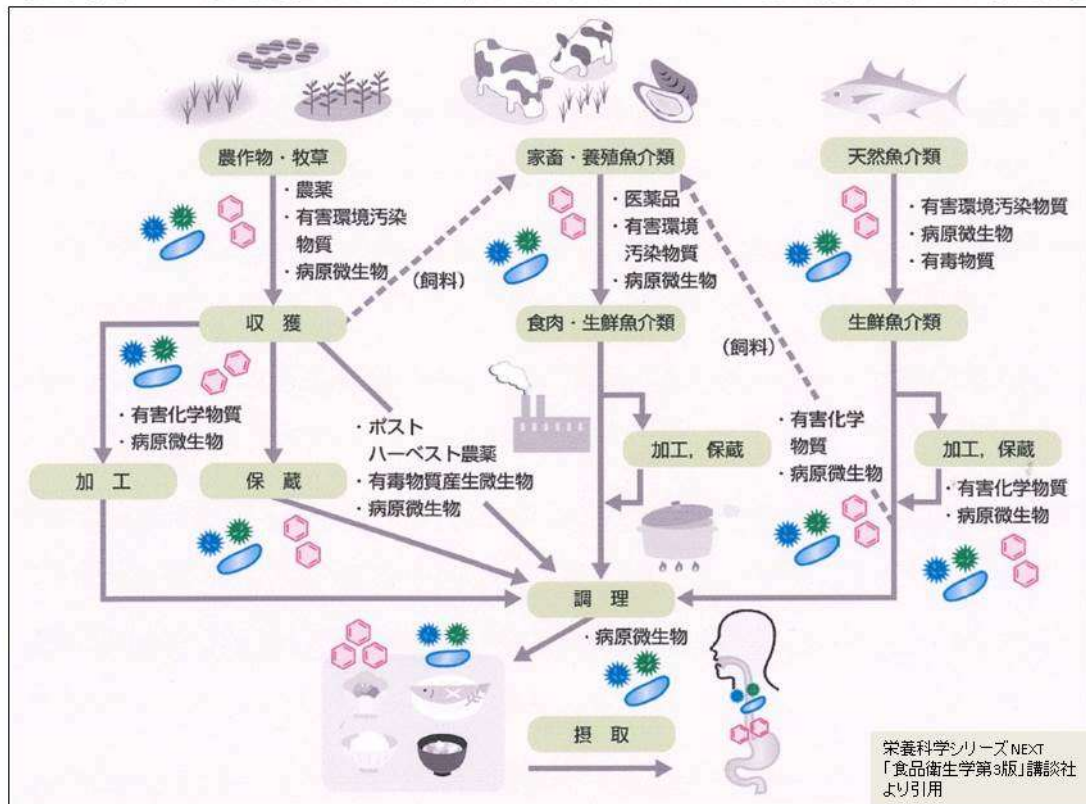 農作物・牧草
家畜・養殖魚介類
天然魚介類
・農薬
・有害環境汚染
物質
・病原微生物
・医薬品
・有害環境
汚染物質
・病原微生物
・有害環境汚染物質
・病原微生物
・有毒物質
(飼料)
収 穫
食肉・生鮮魚介類
生鮮魚介類
(飼料)
・有害化学物質
・病原微生物
・ポスト
ハーベスト農薬
・有毒物質産生微生物
・病原微生物
・有害化学
物質
・病原微生物
加 工
保 蔵
加工，保蔵
加工，保蔵
・有害化学物質
・病原微生物
調 理
・病原微生物
摂 取
栄養科学シリーズNEXT
「食品衛生学第3版」講談社
より引用